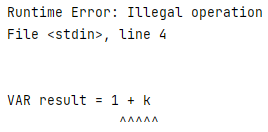 Runtime Error: Illegal operation
File <stdin>, line 4
VAR result = 1 + k
^^^^^